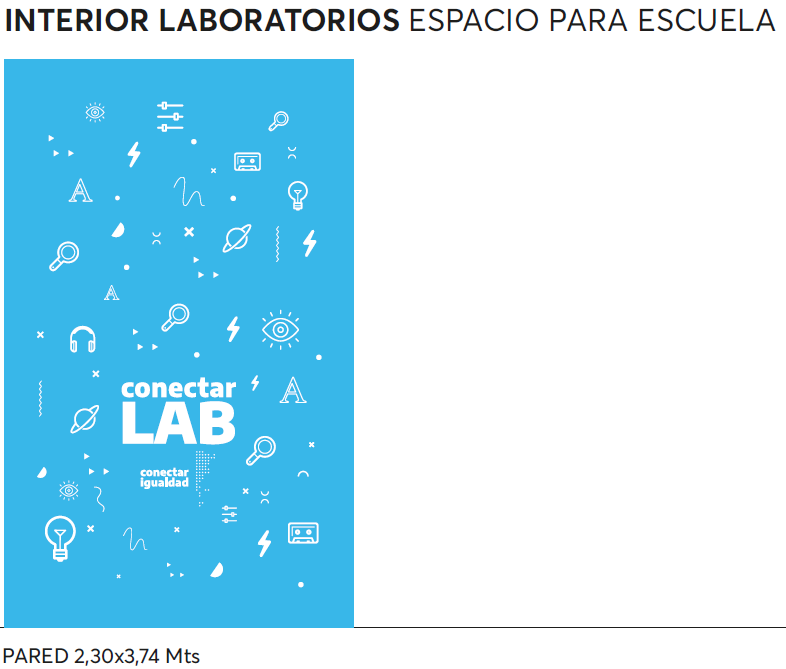 INTERIOR LABORATORIOS ESPACIO PARA ESCUELA
A
A
A
conectar
LAB
conectar
igualdad
PARED 2,30x3,74 Mts